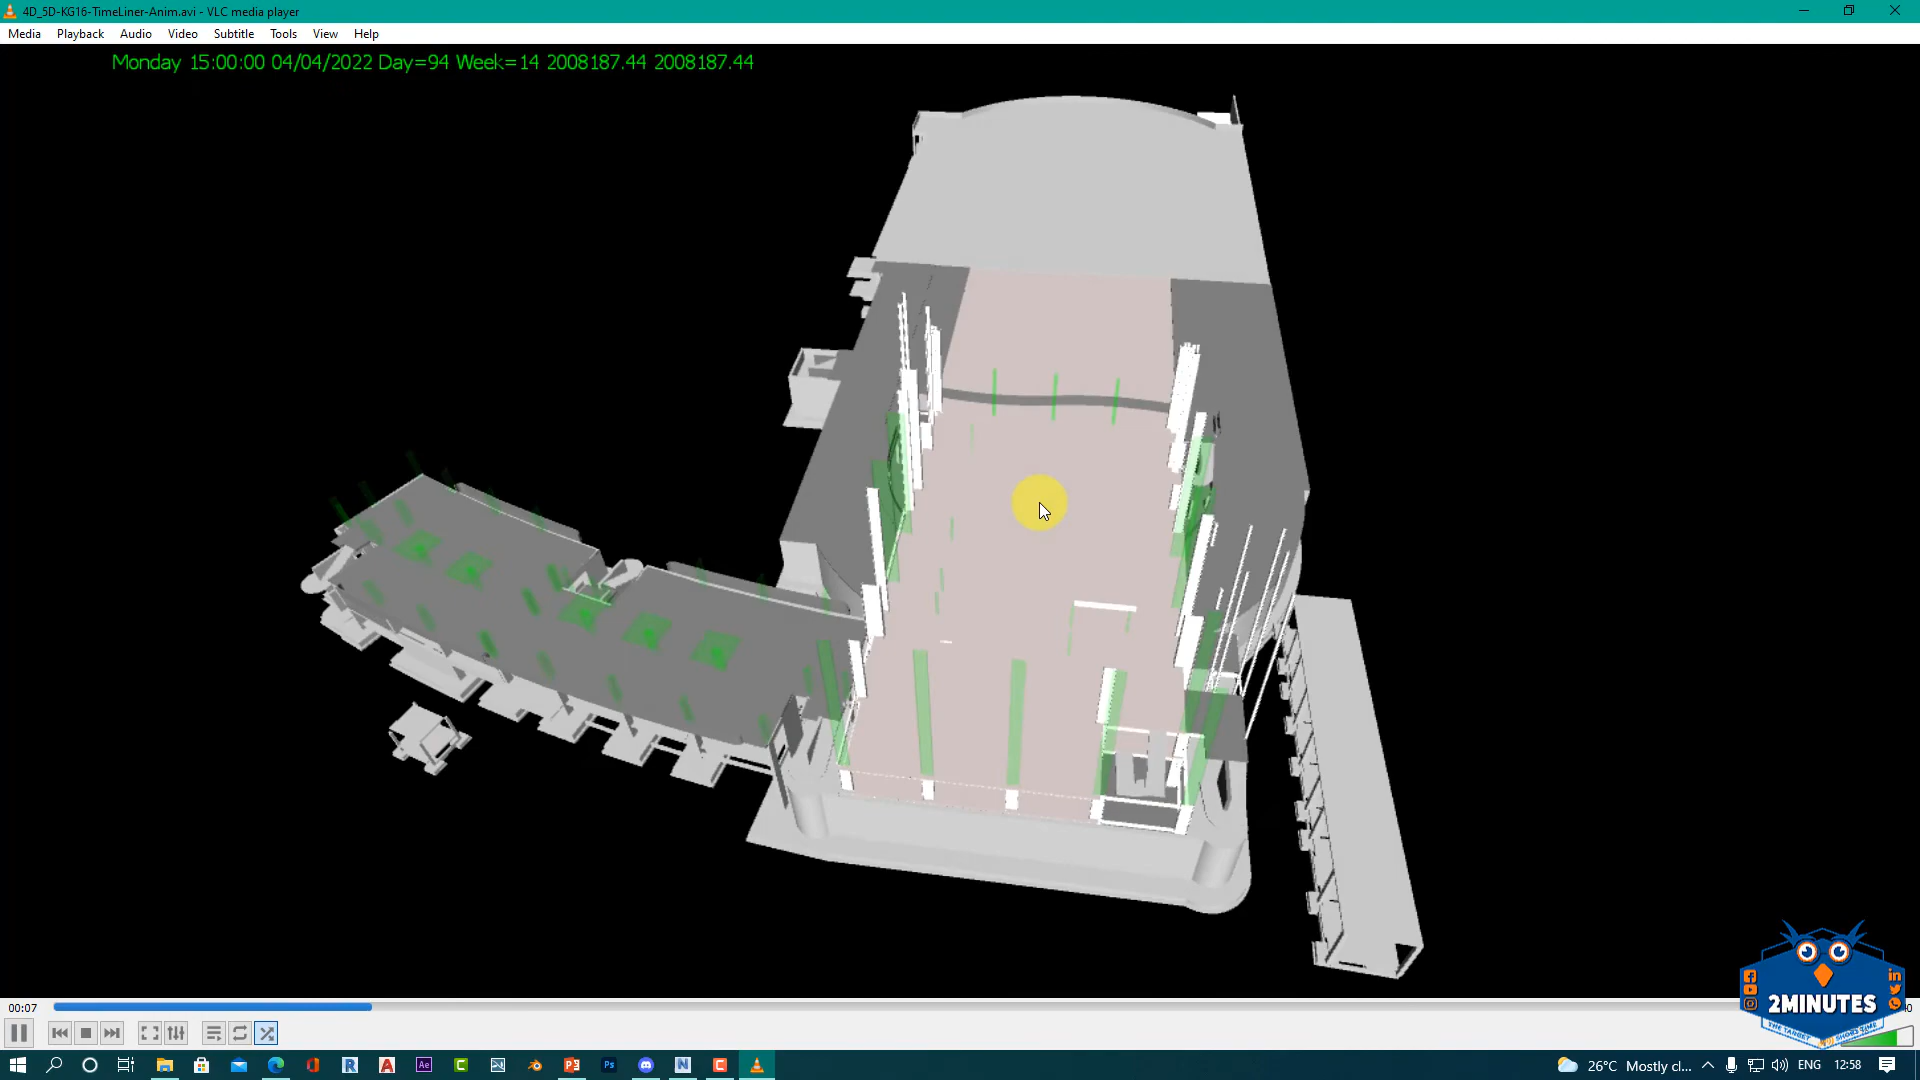 4D_5D-KG16-TimeLiner-Anim.avi - VLC media player
Media Playback Audio Video Subtitle Tools View Help
Monday 15:00:00 04/04/2022 Day=94 Week=14 2008187.44 2008187.44
00:07
2MINUTES
26°C Mostly cl... ENG 12:58